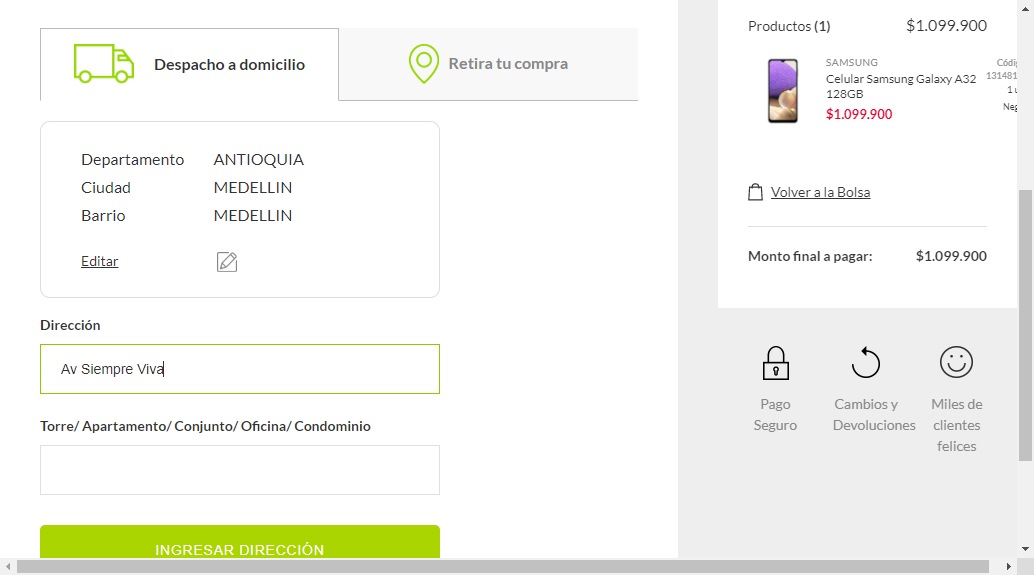 Despacho a domicilio
Retira tu compra
Departamento ANTIOQUIA
Ciudad MEDELLIN
Barrio MEDELLIN
Editar
Dirección
Av Siempre Viva
Torre/ Apartamento/ Conjunto/ Oficina/ Condominio
INGRESAR DIRECCIÓN
Productos (1) $1.099.900
SAMSUNG
Celular Samsung Galaxy A32
128GB
$1.099.900
131481
1
Volver a la Bolsa
Monto final a pagar: $1.099.900
Pago
Seguro
Cambios y
Devoluciones
Miles de
clientes
felices